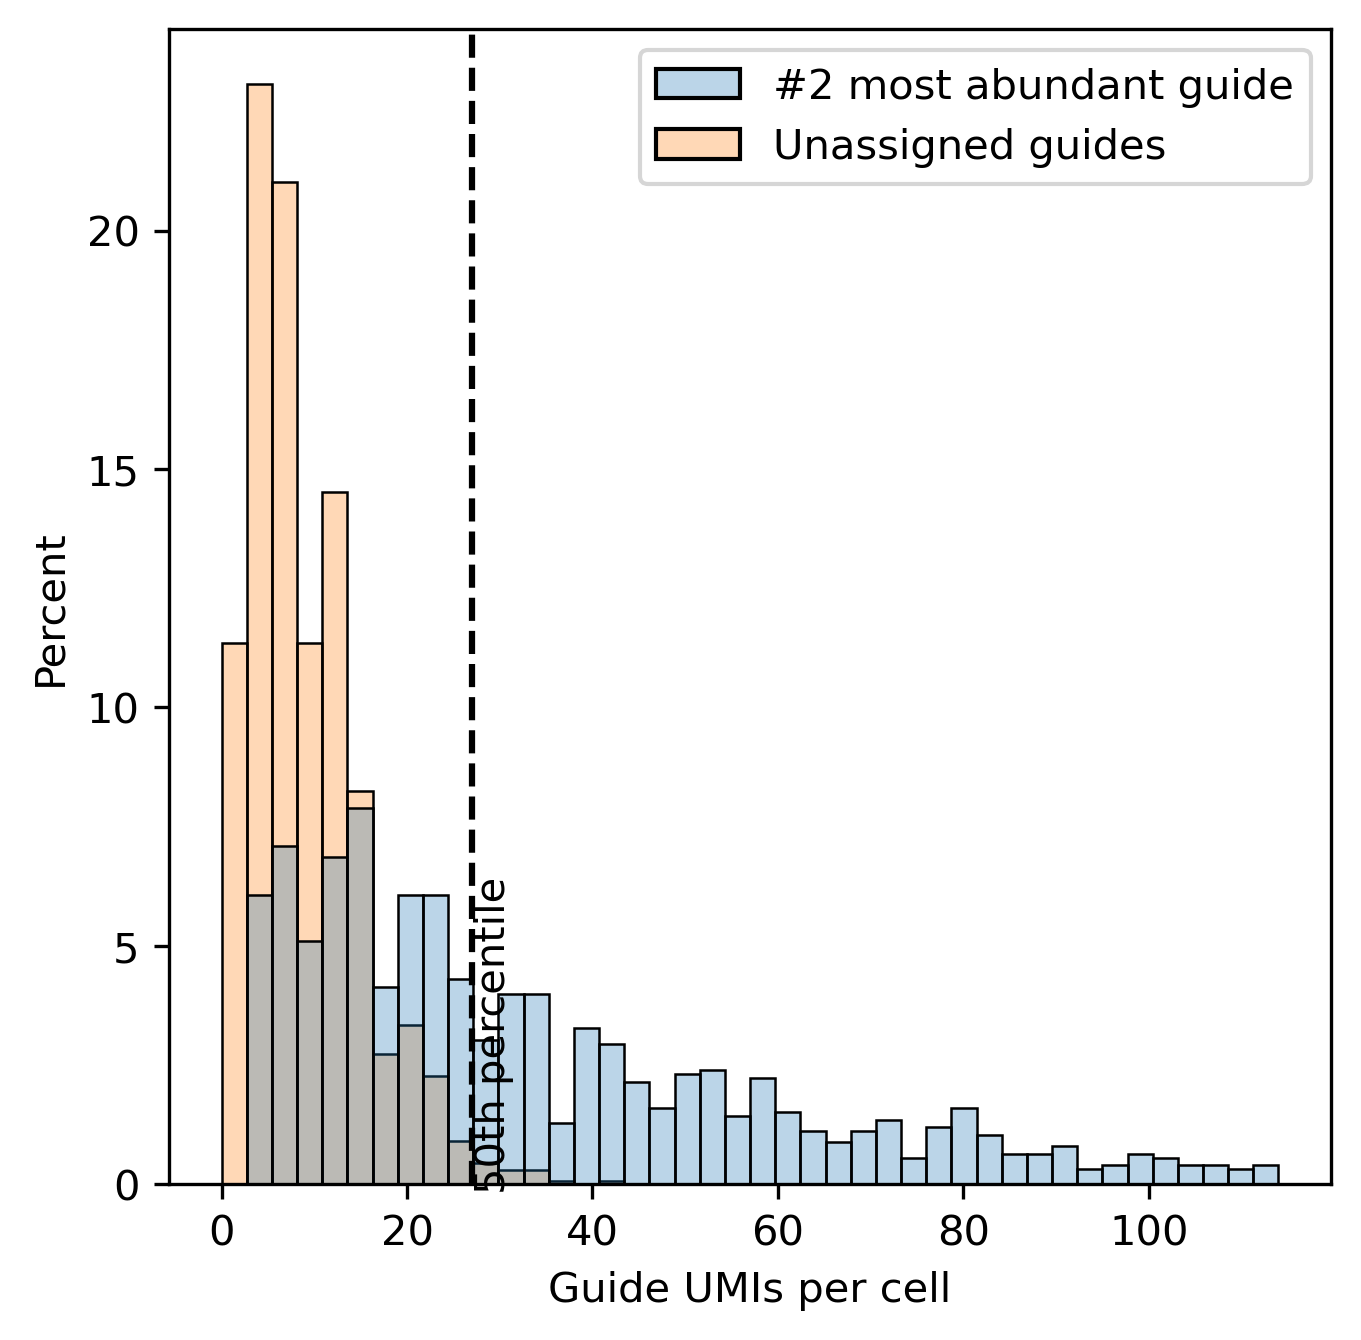 #2 most abundant guide
Unassigned guides
20
15
10
5
0
Percent
50th percentile
0 20 40 60 80 100
Guide UMIs per cell